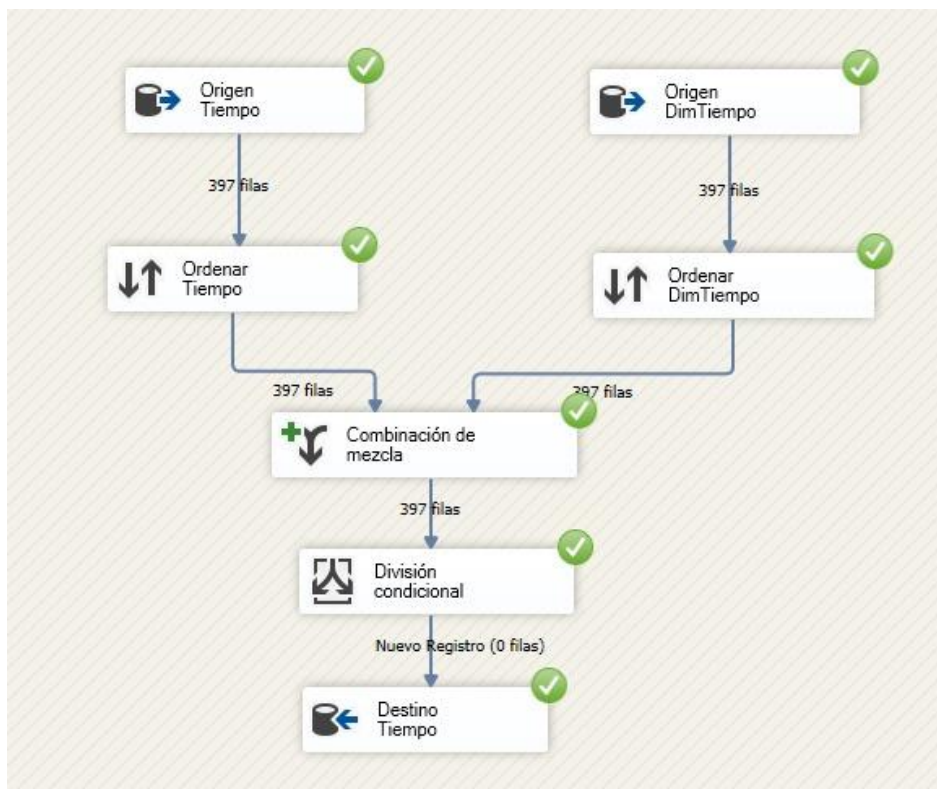 Origen
Tiempo
Origen
DimTiempo
397 filas
397 filas
Ordenar
Tiempo
Ordenar
DimTiempo
397 filas
397 filas
Combinación de
mezcla
397 filas
División
condicional
Nuevo Registro (0 filas)
Destino
Tiempo